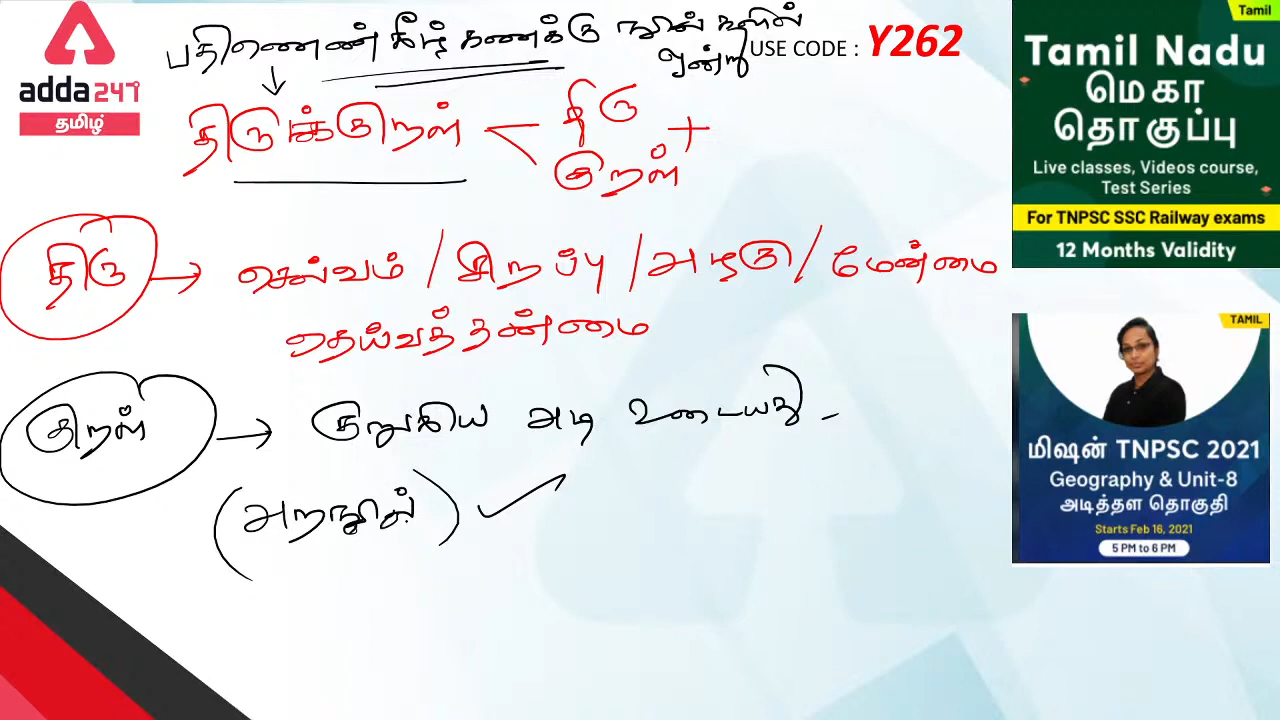 பதிணெண் கீழ் கணக்கு நூல் களில்
ஒன்று
USE CODE : Y262
adda247
தமிழ்
திருக்குறள்
திரு +
குறள்
திரு → செல்வம் / சிறப்பு / அழகு / மேன்மை
தெய்வத்தன்மை
குறள் → குறுகிய அடி உடையது -
(அறநூல்)
Tamil
Tamil Nadu
மெகா
தொகுப்பு
Live classes, Videos course,
Test Series
For TNPSC SSC Railway exams
12 Months Validity
TAMIL
மிஷன் TNPSC 2021
Geography & Unit-8
அடித்தள தொகுதி
Starts Feb 16, 2021
5 PM to 6 PM